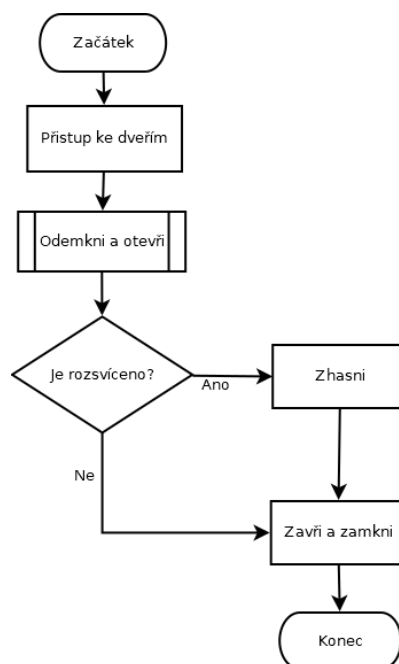 Začátek
Přistup ke dveřím
Odemkni a otevři
Je rozsvíceno?
Ano
Zhasni
Ne
Zavři a zamkni
Konec